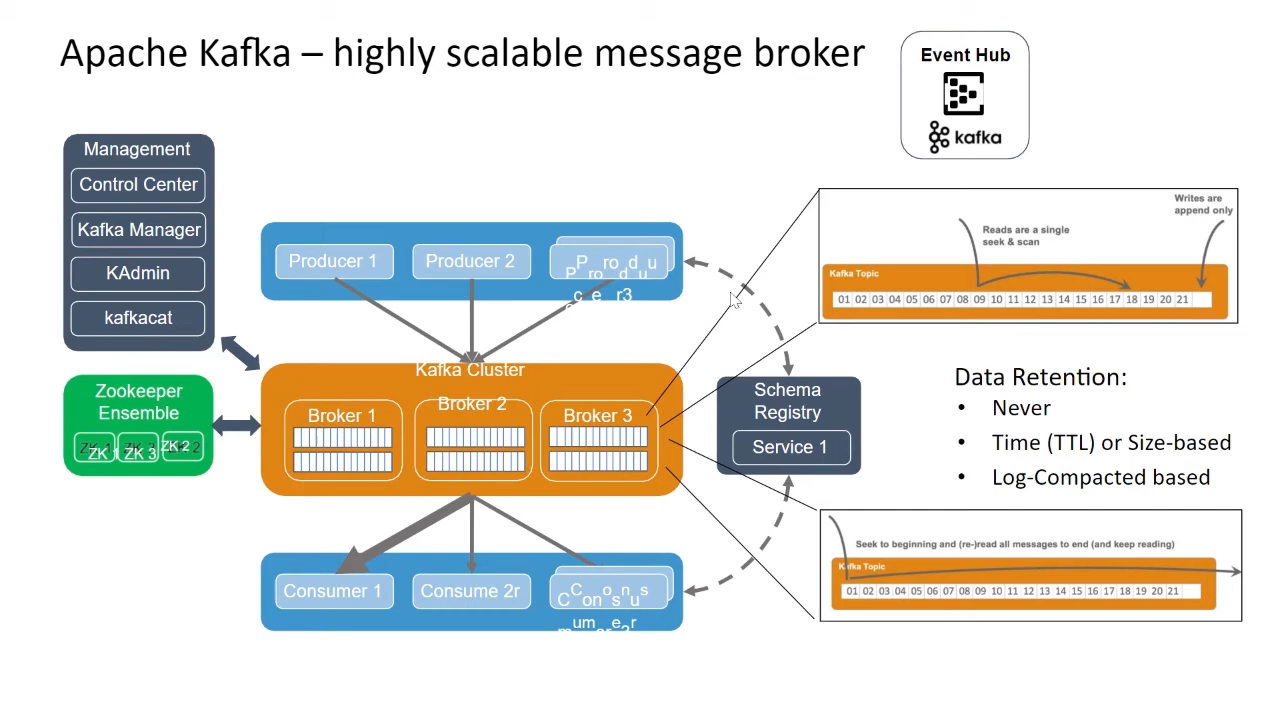 Apache Kafka – highly scalable message broker
Event Hub
kafka
Management
Control Center
Kafka Manager
KAdmin
kafkacat
Zookeeper
Ensemble
ZK 1 ZK 3 ZK 2
Producer 1
Producer 2
Kafka Cluster
Broker 1
Broker 2
Broker 3
Consumer 1
Consume 2r
Schema
Registry
Service 1
Writes are
append only
Reads are a single
seek & scan
Kafka Topic
01 02 03 04 05 06 07 08 09 10 11 12 13 14 15 16 17 18 19 20 21
Data Retention:
• Never
• Time (TTL) or Size-based
• Log-Compacted based
Seek to beginning and (re-)read all messages to end (and keep reading)
Kafka Topic
01 02 03 04 05 06 07 08 09 10 11 12 13 14 15 16 17 18 19 20 21